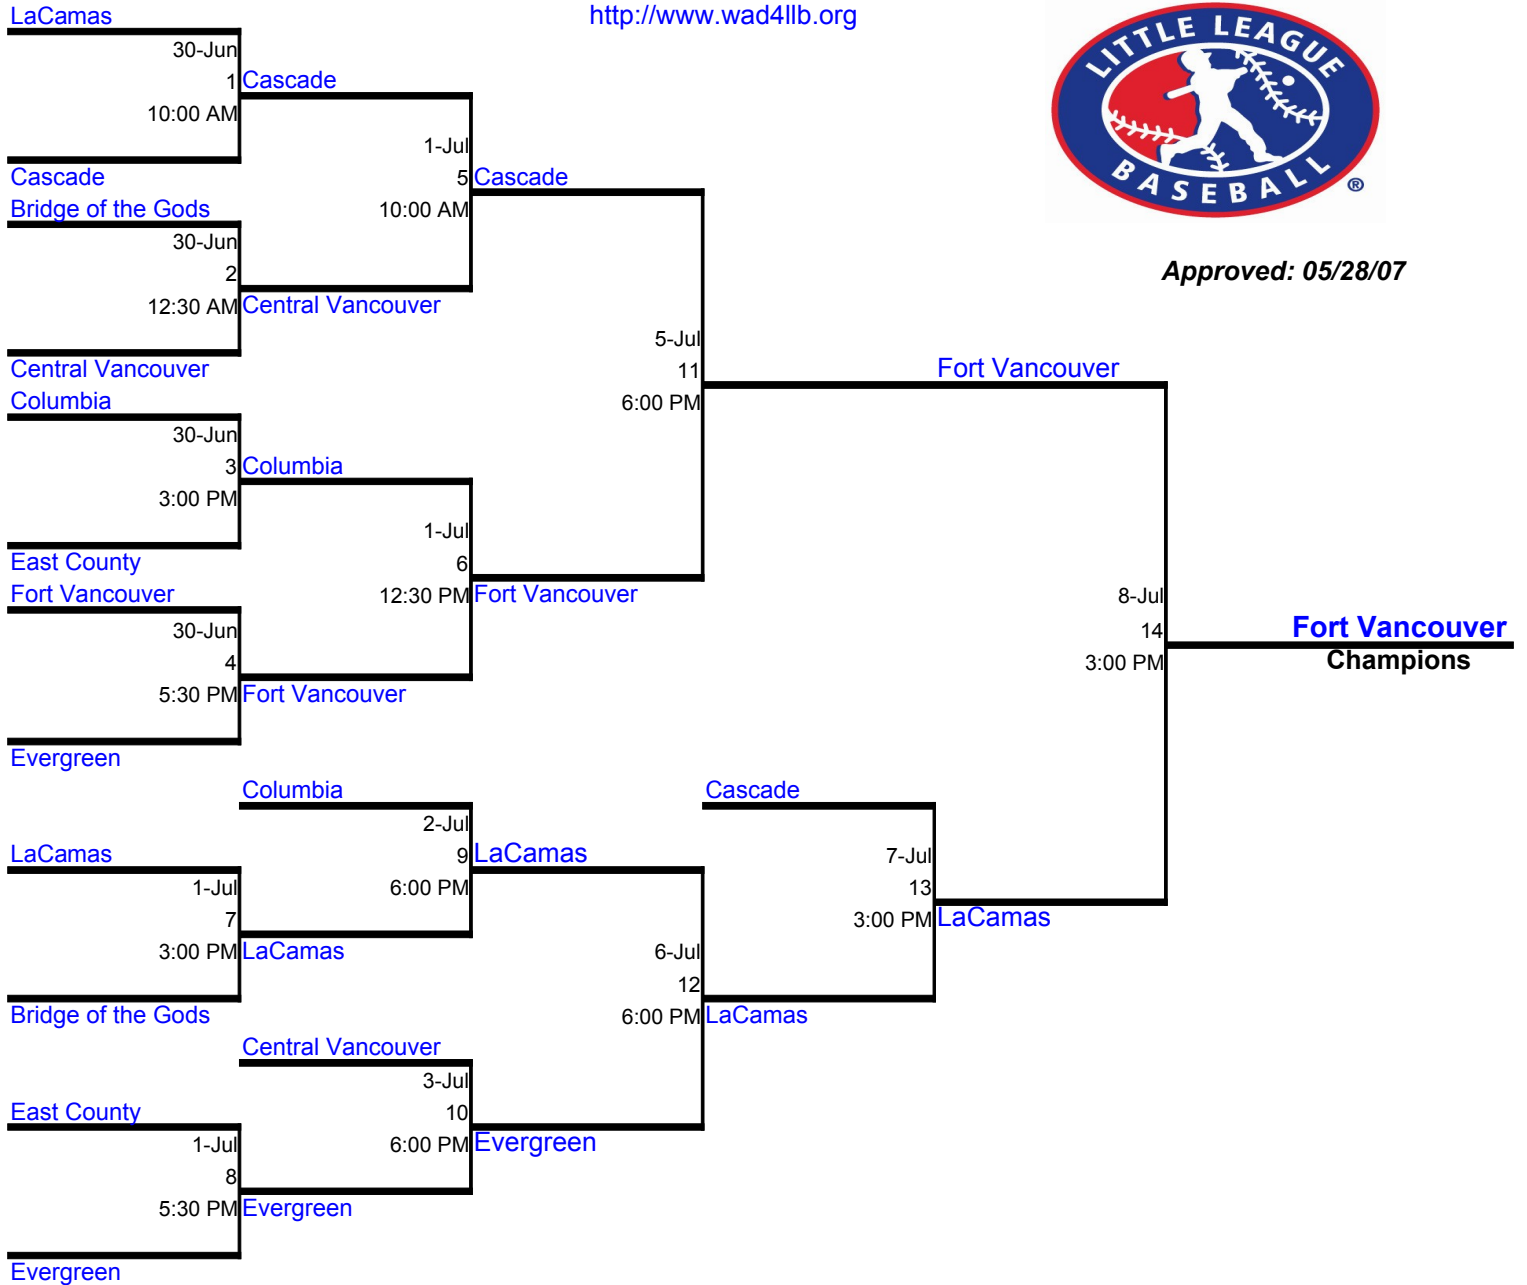 LaCamas
http://www.wad4llb.org
LITTLE LEAGUE
BASEBALL ®
30-Jun
1 Cascade
10:00 AM
1-Jul
Cascade
5 Cascade
Bridge of the Gods
10:00 AM
30-Jun
2
Approved: 05/28/07
12:30 AM Central Vancouver
5-Jul
Central Vancouver
11
Fort Vancouver
Columbia
6:00 PM
30-Jun
3 Columbia
3:00 PM
1-Jul
East County
6
Fort Vancouver
12:30 PM Fort Vancouver
8-Jul
30-Jun
14
Fort Vancouver
4
3:00 PM
Champions
5:30 PM Fort Vancouver
Evergreen
Columbia
Cascade
2-Jul
LaCamas
9 LaCamas
7-Jul
1-Jul
6:00 PM
13
7
3:00 PM LaCamas
3:00 PM LaCamas
6-Jul
12
Bridge of the Gods
6:00 PM LaCamas
Central Vancouver
3-Jul
East County
10
1-Jul
6:00 PM Evergreen
8
5:30 PM Evergreen
Evergreen